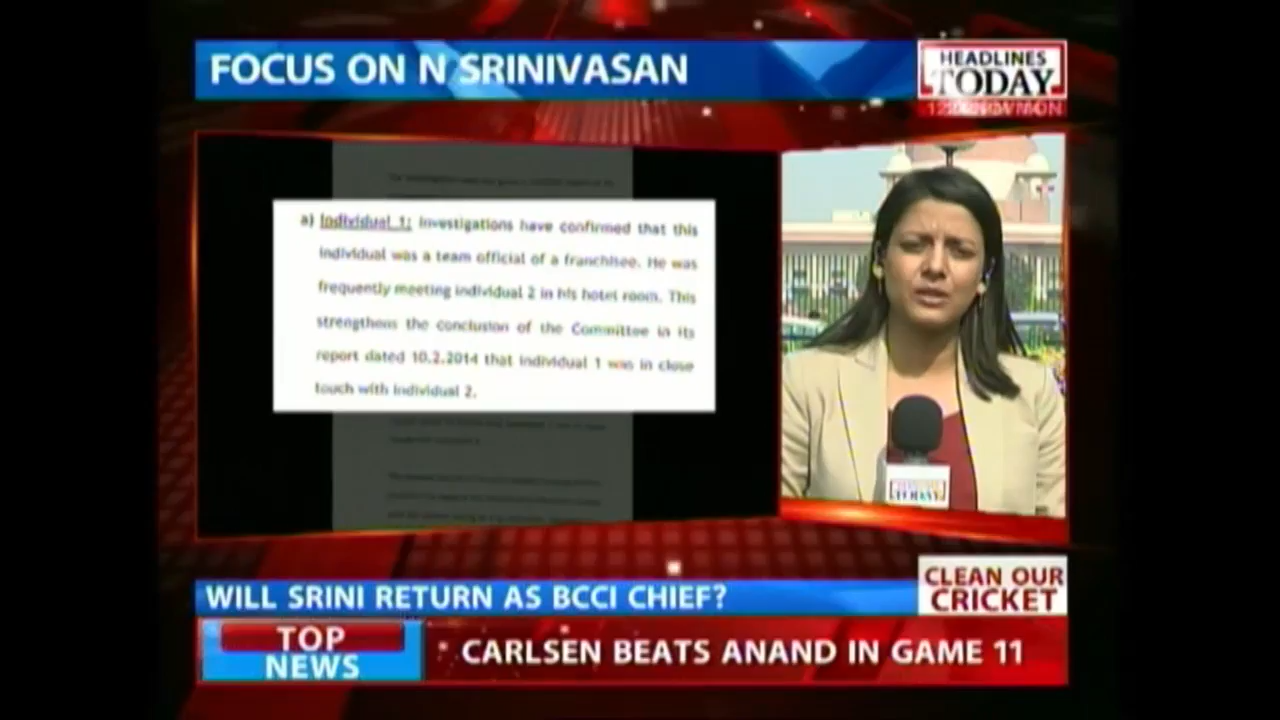 FOCUS ON N SRINIVASAN
HEADLINES
TODAY
a) Individual 1: Investigations have confirmed that this
individual was a team official of a franchisee. He was
frequently meeting individual 2 in his hotel room. This
strengthens the conclusion of the Committee in its
report dated 10.2.2014 that individual 1 was in close
touch with individual 2.
TODAY
WILL SRINI RETURN AS BCCI CHIEF?
CLEAN OUR
CRICKET
TOP
NEWS
CARLSEN BEATS ANAND IN GAME 11